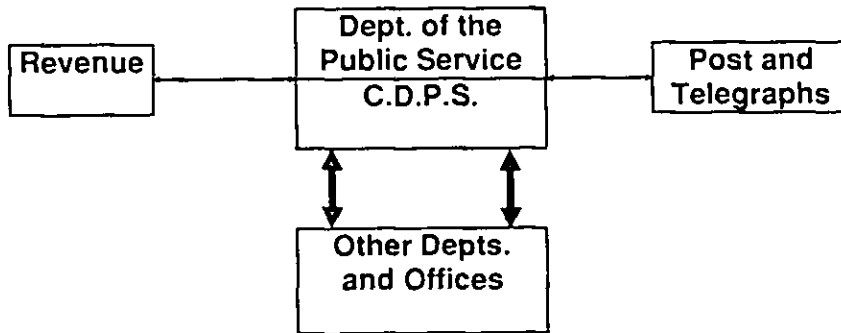 Revenue
Dept. of the
Public Service
C.D.P.S.
Post and
Telegraphs
Other Depts.
and Offices